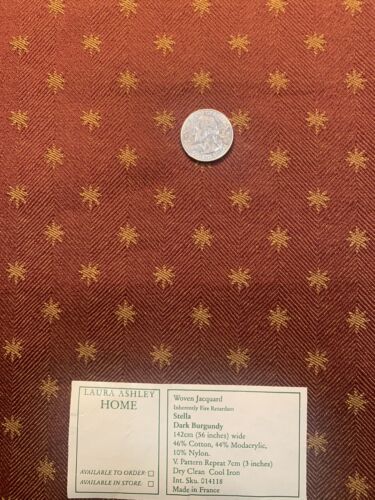 LAURA ASHLEY
HOME
AVAILABLE TO ORDER:
AVAILABLE IN STORE:
Woven Jacquard
Inherently Fire Retardant
Stella
Dark Burgundy
142cm (56 inches) wide
46% Cotton, 44% Modacrylic,
10% Nylon.
V. Pattern Repeat 7cm (3 inches)
Dry Clean Cool Iron
Int. Sku. 014118
Made in France